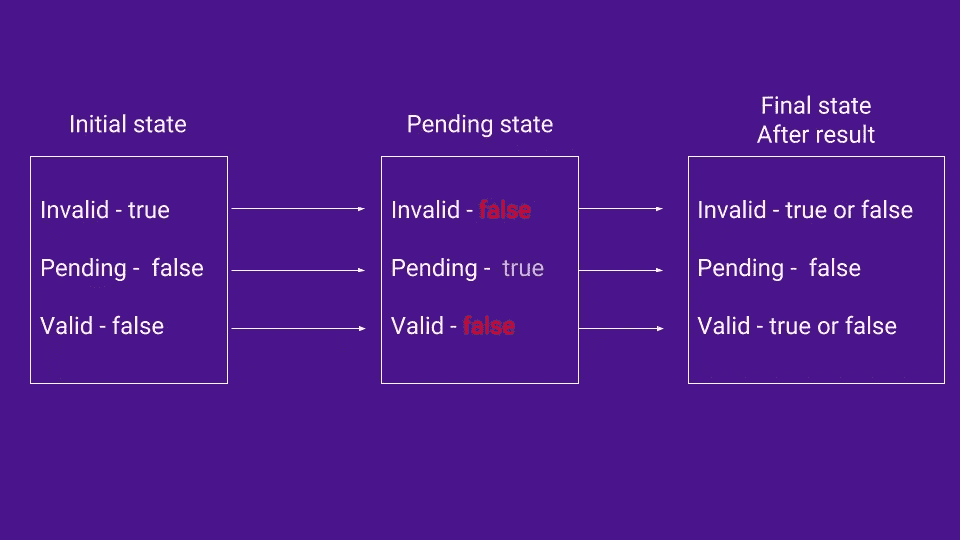 Initial state
Invalid - true
Pending - false
Valid - false
Pending state
Invalid - false
Pending - true
Valid - false
Final state
After result
Invalid - true or false
Pending - false
Valid - true or false